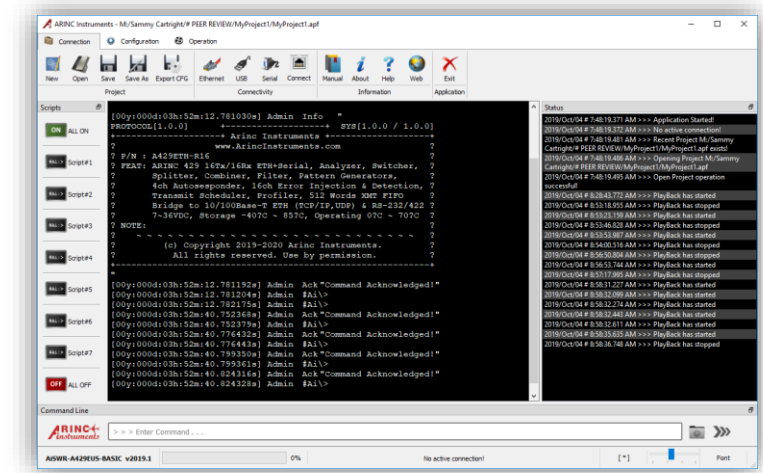 ARINC Instruments - M:/Sammy Cartright/# PEER REVIEW/MyProject1/MyProject1.apf
Connection Configuration Operation
New Open Save Save As Export CFG Ethernet USB Serial Connect Manual About Help Web Exit
Project Connectivity Information Application
Scripts
ON ALL ON
Script#1
Script#2
Script#3
Script#4
Script#5
Script#6
Script#7
OFF ALL OFF
[00y:000d:03h:52m:12.781030s] Admin Info "
PROTOCOL[1.0.0] +-------------------+ SYS[1.0.0 / 1.0.0]
+--------------------+ Arinc Instruments +------------------+
? www.ArincInstruments.com ?
? P/N : A429ETH-R16 ?
? FEAT: ARINC 429 16Tx/16Rx ETH+Serial, Analyzer, Switcher, ?
? Splitter, Combiner, Filter, Pattern Generators, ?
? 4ch Autosesponder, 16ch Error Injection & Detection, ?
? Transmit Scheduler, Profiler, 512 Words XMT FIFO ?
? Bridge to 10/100Base-T ETH (TCP/IP,UDP) & RS-232/422 ?
? 7~36VDC, Storage -40?C ~ 85?C, Operating 0?C ~ 70?C ?
? NOTE: ?
? ~ ~ ~ ~ ~ ~ ~ ~ ~ ~ ~ ~ ~ ~ ~ ~ ~ ~ ~ ~ ~ ?
? (c) Copyright 2019-2020 Arinc Instruments. ?
? All rights reserved. Use by permission. ?
+-----------------------------------------------------------+
"
[00y:000d:03h:52m:12.781192s] Admin Ack "Command Acknowledged!"
[00y:000d:03h:52m:12.781204s] Admin #Ai\>
[00y:000d:03h:52m:12.782175s] Admin #Ai\>
[00y:000d:03h:52m:40.752368s] Admin Ack "Command Acknowledged!"
[00y:000d:03h:52m:40.752379s] Admin #Ai\>
[00y:000d:03h:52m:40.776432s] Admin Ack "Command Acknowledged!"
[00y:000d:03h:52m:40.776443s] Admin #Ai\>
[00y:000d:03h:52m:40.799350s] Admin Ack "Command Acknowledged!"
[00y:000d:03h:52m:40.799361s] Admin #Ai\>
[00y:000d:03h:52m:40.824316s] Admin Ack "Command Acknowledged!"
[00y:000d:03h:52m:40.824328s] Admin #Ai\>
Status
2019/Oct/04 # 7:48:19.371 AM >>> Application Started!
2019/Oct/04 # 7:48:19.372 AM >>> No active connection!
2019/Oct/04 # 7:48:19.481 AM >>> Recent Project M:/Sammy
Cartright/# PEER REVIEW/MyProject1/MyProject1.apf exists!
2019/Oct/04 # 7:48:19.486 AM >>> Opening Project M:/Sammy
Cartright/# PEER REVIEW/MyProject1/MyProject1.apf
2019/Oct/04 # 7:48:19.495 AM >>> Open Project operation
successful!
2019/Oct/04 # 8:28:43.772 AM >>> PlayBack has started
2019/Oct/04 # 8:53:18.955 AM >>> PlayBack has stopped
2019/Oct/04 # 8:53:23.159 AM >>> PlayBack has started
2019/Oct/04 # 8:53:46.828 AM >>> PlayBack has stopped
2019/Oct/04 # 8:53:53.987 AM >>> PlayBack has started
2019/Oct/04 # 8:54:00.516 AM >>> PlayBack has stopped
2019/Oct/04 # 8:56:50.804 AM >>> PlayBack has stopped
2019/Oct/04 # 8:56:53.744 AM >>> PlayBack has started
2019/Oct/04 # 8:57:17.995 AM >>> PlayBack has stopped
2019/Oct/04 # 8:58:31.227 AM >>> PlayBack has started
2019/Oct/04 # 8:58:32.099 AM >>> PlayBack has started
2019/Oct/04 # 8:58:32.274 AM >>> PlayBack has started
2019/Oct/04 # 8:58:32.443 AM >>> PlayBack has started
2019/Oct/04 # 8:58:32.611 AM >>> PlayBack has started
2019/Oct/04 # 8:58:35.635 AM >>> PlayBack has started
2019/Oct/04 # 8:58:36.748 AM >>> PlayBack has stopped
Command Line
ARINC
instruments
> > > Enter Command . . .
AiSWR-A429EUS-BASIC v2019.1 0% No active connection! [*] Font